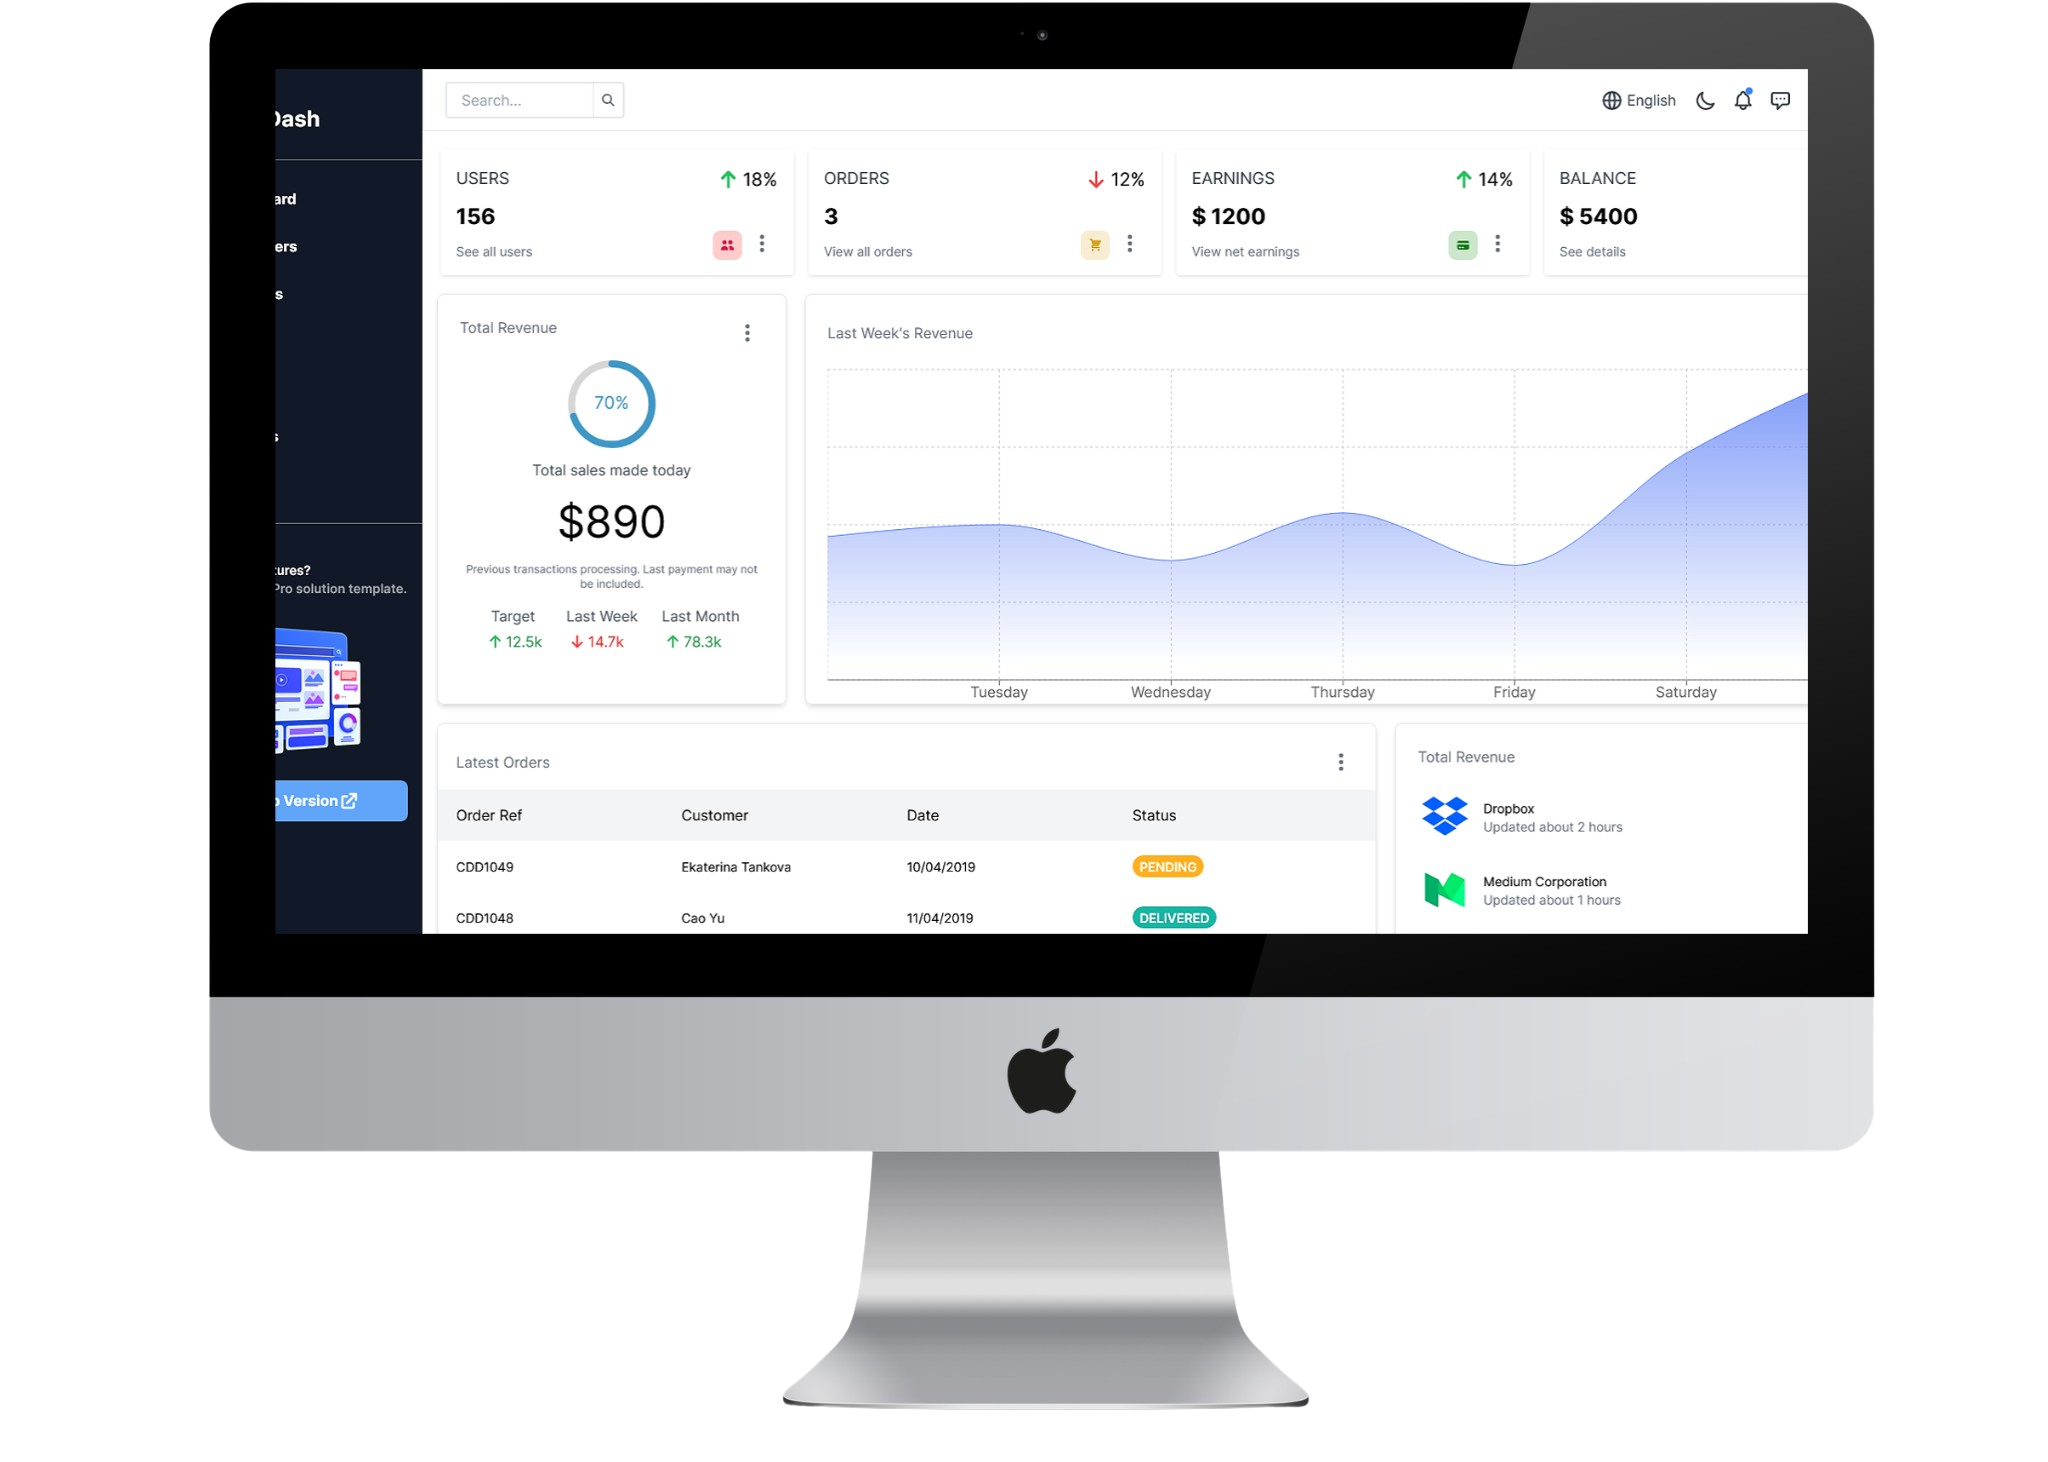 Dash
Search...
English
ard
ers
s
s
tures?
Pro solution template.
Version
USERS
18%
156
See all users
ORDERS
12%
3
View all orders
EARNINGS
14%
$ 1200
View net earnings
BALANCE
$ 5400
See details
Total Revenue
70%
Total sales made today
$890
Previous transactions processing. Last payment may not
be included.
Target Last Week Last Month
12.5k 14.7k 78.3k
Last Week's Revenue
Tuesday Wednesday Thursday Friday Saturday
Latest Orders
Order Ref Customer Date Status
CDD1049 Ekaterina Tankova 10/04/2019 PENDING
CDD1048 Cao Yu 11/04/2019 DELIVERED
Total Revenue
Dropbox
Updated about 2 hours
Medium Corporation
Updated about 1 hours